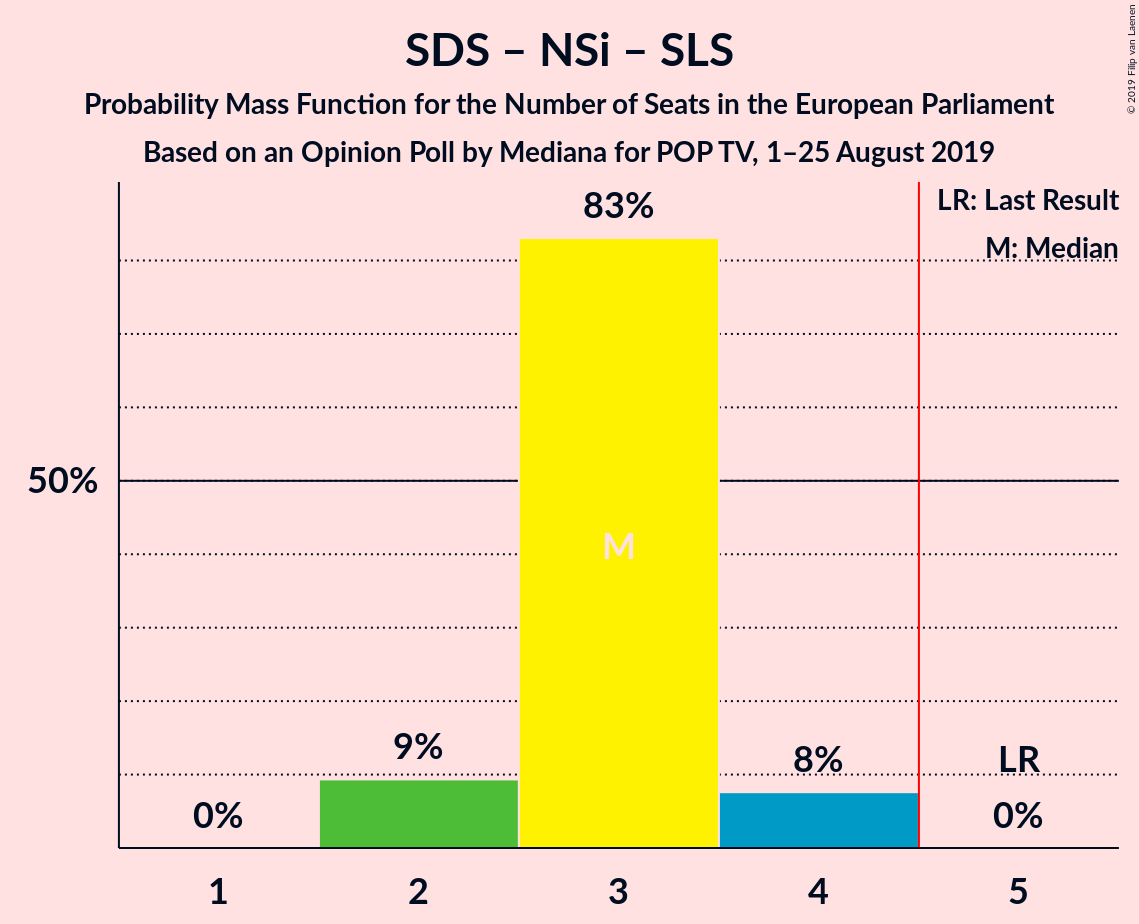 SDS – NSi – SLS
Probability Mass Function for the Number of Seats in the European Parliament
Based on an Opinion Poll by Mediana for POP TV, 1–25 August 2019
© 2019 Filip van Laenen
LR: Last Result
M: Median
83%
50%
M
9%
8%
LR
0%
0%
1 2 3 4 5